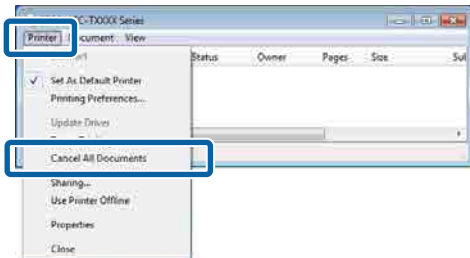 C-TXXXX Series
Printer Document View
Status Owner Pages Size Sul
Set As Default Printer
Printing Preferences...
Update Driver
Cancel All Documents
Sharing...
Use Printer Offline
Properties
Close